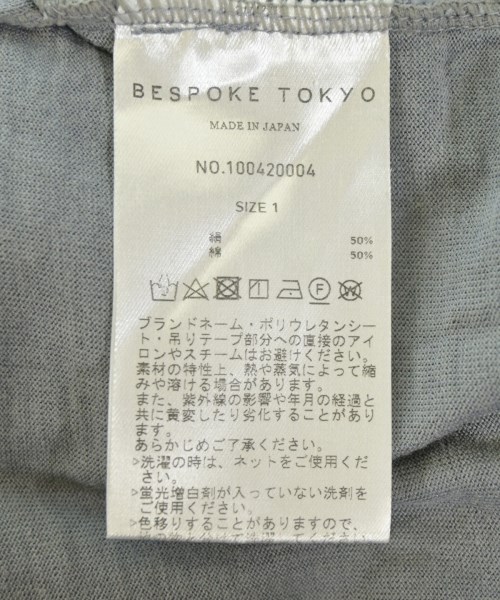 BESPOKE TOKYO
MADE IN JAPAN
NO.100420004
SIZE 1
絹 50%
綿 50%
ブランドネーム・ポリウレタンシー
ト・吊りテープ部分への直接のアイ
ロンやスチームはお避けください。
素材の特性上、熱や蒸気によって縮
みや溶ける場合があります。
また、紫外線の影響や年月の経過と
共に黄変したり劣化することがあり
ます。
あらかじめご了承ください。
>洗濯の時は、ネットをご使用くだ
さい。
>蛍光増白剤が入っていない洗剤を
ご使用ください。
>色移りすることがありますので、